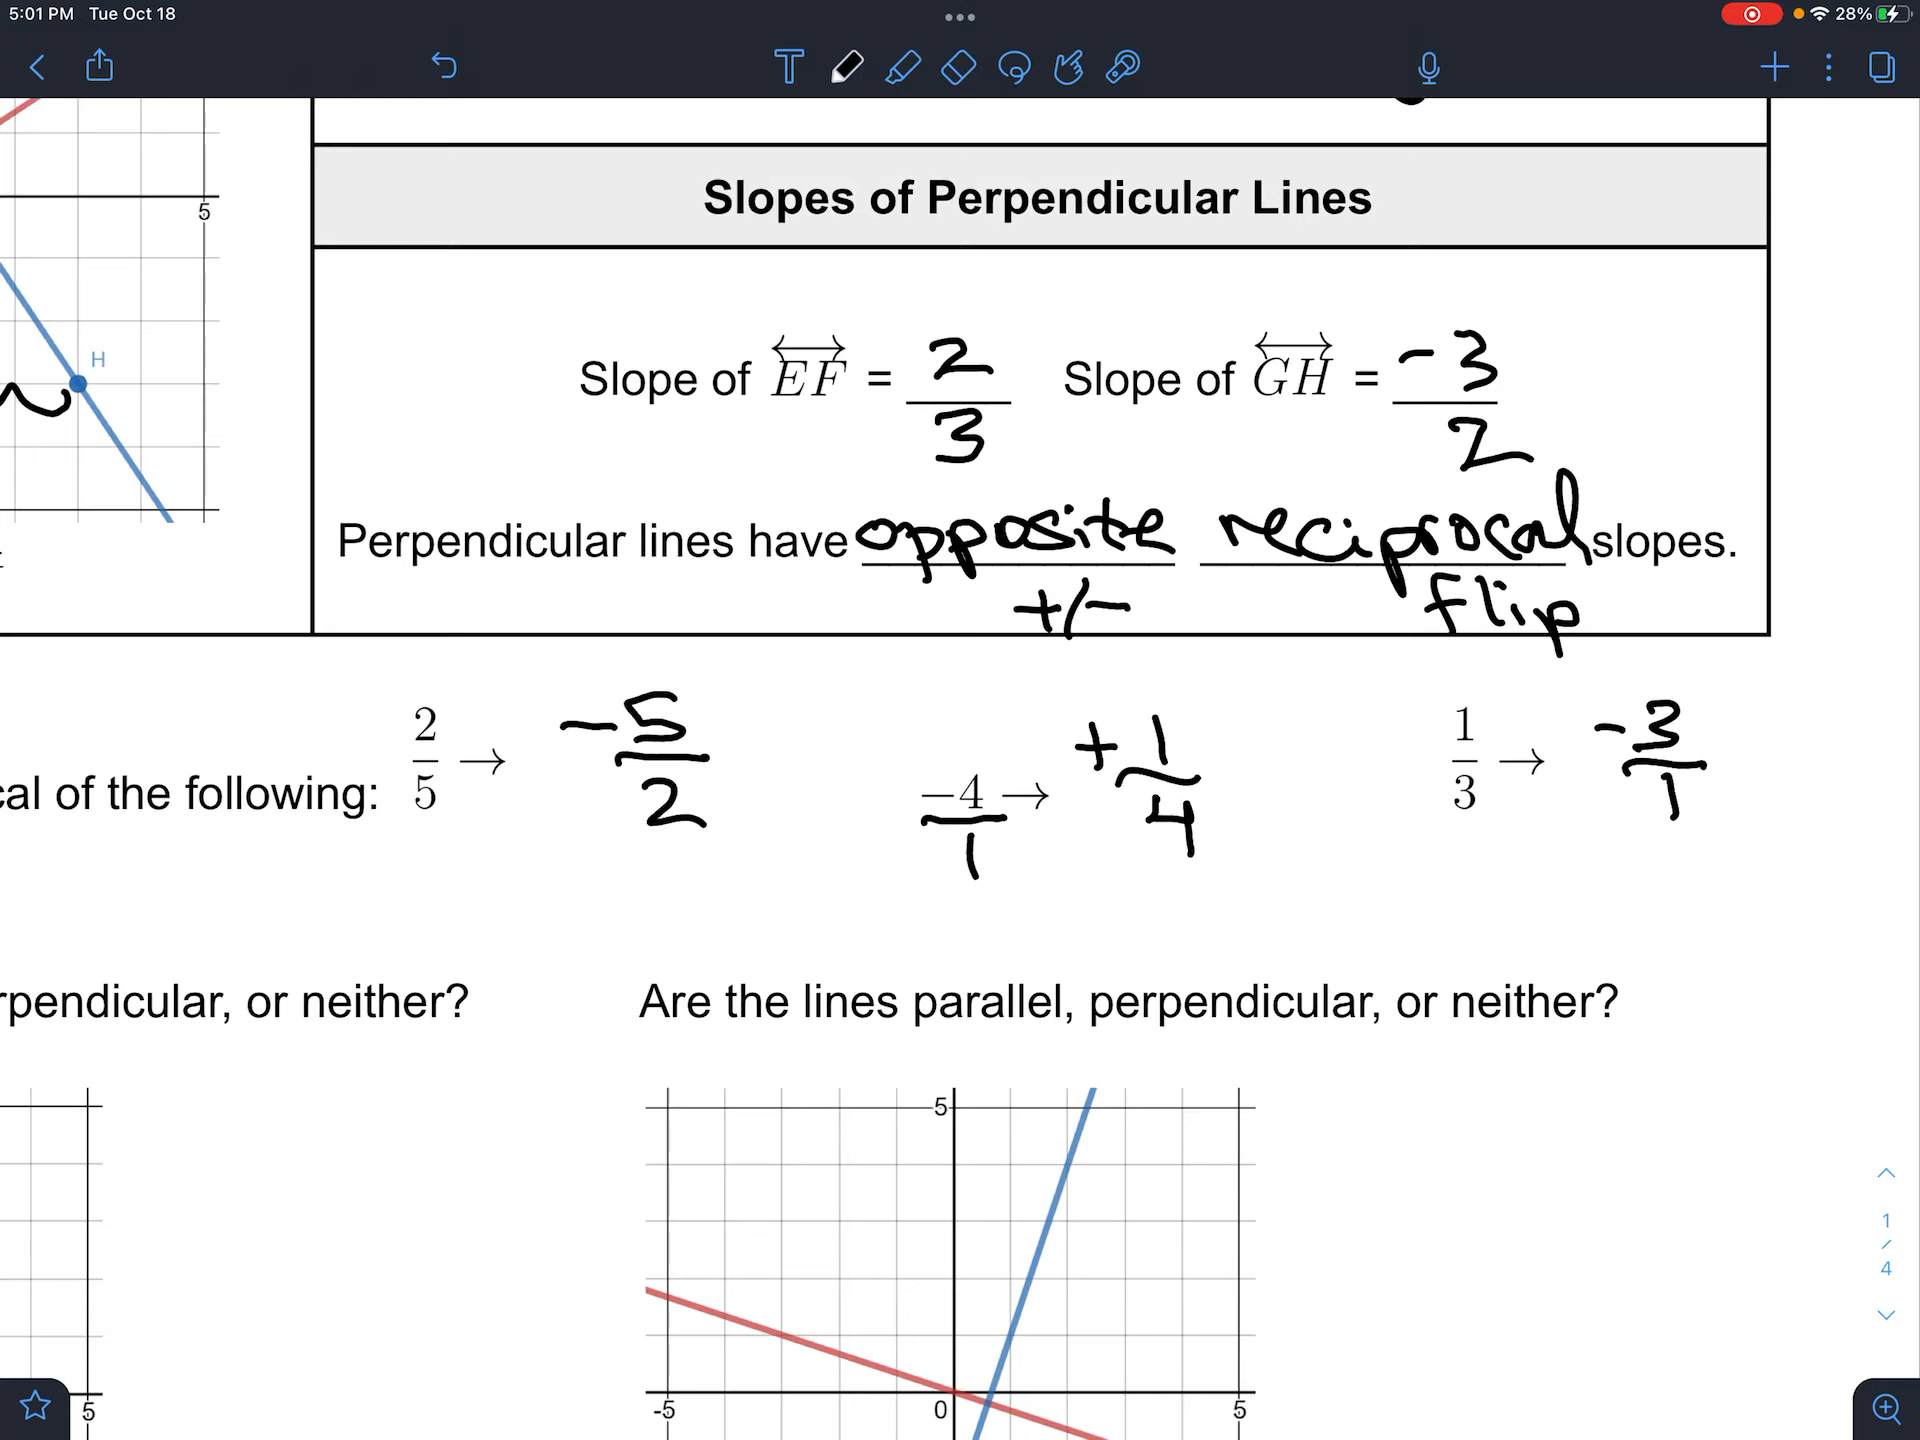 5:01 PM Tue Oct 18
28%
T
5
Slopes of Perpendicular Lines
H
Slope of EF = 2/3 Slope of GH = -3/2
Perpendicular lines have opposite reciprocal slopes.
+/- flip
cal of the following: 2/5 → -5/2 -4/1 → +1/4 1/3 → -3/1
rpendicular, or neither?
Are the lines parallel, perpendicular, or neither?
5
1
/
4
5
-5 0 5